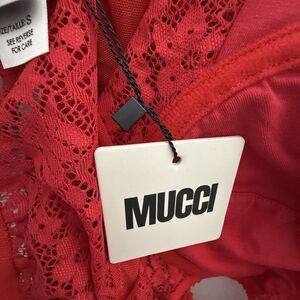 SIZE/TAILLE: S
SEE REVERSE
FOR CARE
MUCCI